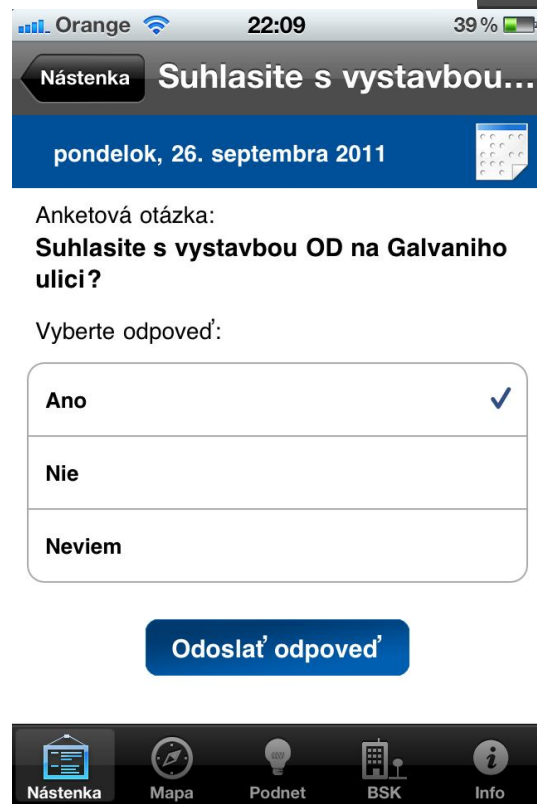 Orange 22:09 39 %
Nástenka Suhlasite s vystavbou...
pondelok, 26. septembra 2011
Anketová otázka:
Suhlasite s vystavbou OD na Galvaniho
ulici?
Vyberte odpoveď:
Ano
Nie
Neviem
Odoslať odpoveď
Nástenka Mapa Podnet BSK Info